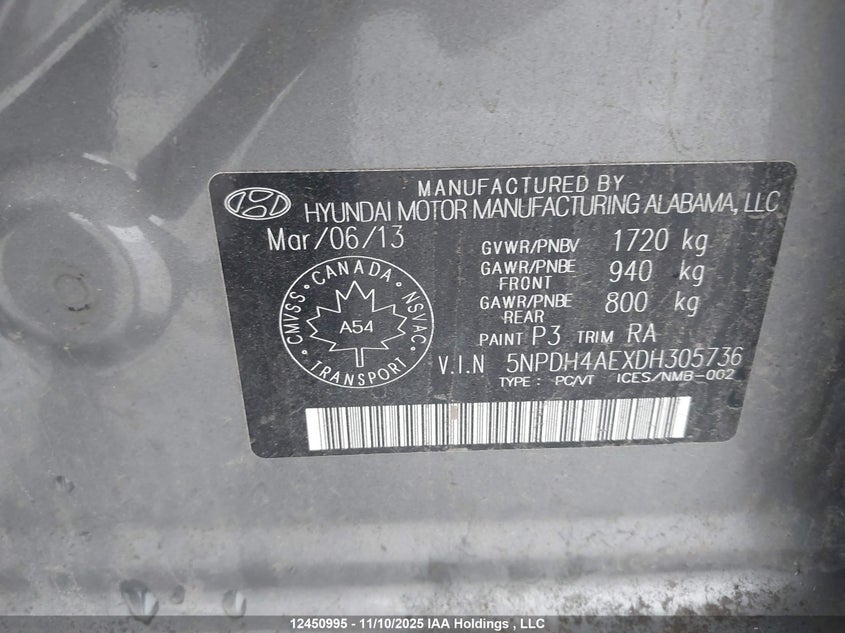 MANUFACTURED BY
HYUNDAI MOTOR MANUFACTURING ALABAMA, LLC
Mar/06/13
GVWR/PNBV 1720 kg
GAWR/PNBE FRONT 940 kg
GAWR/PNBE REAR 800 kg
PAINT P3 TRIM RA
V.I.N 5NPDH4AEXDH305736
TYPE : PC/VT ICES/NMB-002
CMVSS • CANADA • NSVAC • TRANSPORT •
A54
12450995 - 11/10/2025 IAA Holdings , LLC